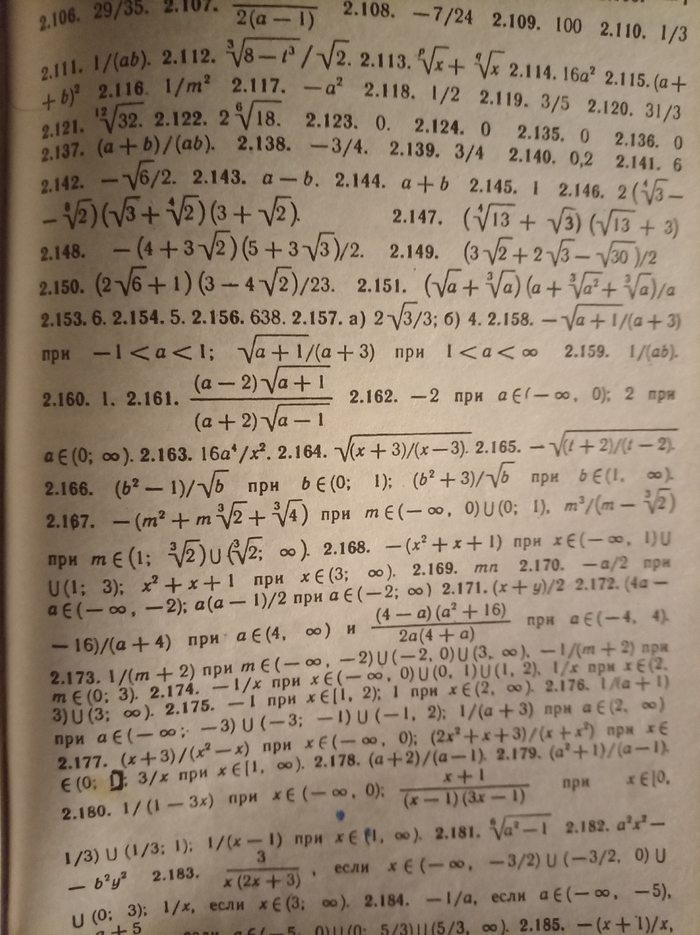 2.106. 29/35. 2.107. 2(a − 1) 2.108. −7/24 2.109. 100 2.110. 1/3
2.111. 1/(ab). 2.112. ∛(8−t³)/√2. 2.113. ᵖ√x + ᑫ√x 2.114. 16a² 2.115. (a+
+ b)² 2.116. 1/m² 2.117. −a² 2.118. 1/2 2.119. 3/5 2.120. 31/3
2.121. ¹²√32. 2.122. 2 ⁶√18. 2.123. 0. 2.124. 0 2.135. 0 2.136. 0
2.137. (a + b)/(ab). 2.138. −3/4. 2.139. 3/4 2.140. 0,2 2.141. 6
2.142. −√6/2. 2.143. a − b. 2.144. a + b 2.145. 1 2.146. 2(⁴√3−
−⁸√2)(√3+⁴√2)(3 + √2). 2.147. (⁴√13 + √3)(√13 + 3)
2.148. −(4 + 3√2)(5 + 3√3)/2. 2.149. (3√2 + 2√3 − √30)/2
2.150. (2√6 + 1)(3 − 4√2)/23. 2.151. (√a + ∛a)(a + ∛a² + ∛a)/a
2.153. 6. 2.154. 5. 2.156. 638. 2.157. а) 2√3/3; б) 4. 2.158. −√(a+1)/(a+3)
при −1 < a < 1; √(a+1)/(a+3) при 1 < a < ∞ 2.159. 1/(ab).
2.160. 1. 2.161. (a−2)√(a+1) / (a+2)√(a−1) 2.162. −2 при a∈(−∞, 0); 2 при
a∈(0; ∞). 2.163. 16a⁴/x². 2.164. √((x+3)/(x−3)). 2.165. −√((t+2)/(t−2)).
2.166. (b² − 1)/√b при b∈(0; 1); (b² + 3)/√b при b∈(1, ∞).
2.167. −(m² + m∛2 + ∛4) при m∈(−∞, 0)∪(0; 1), m³/(m − ∛2)
при m∈(1; ∛2)∪(∛2; ∞). 2.168. −(x² + x + 1) при x∈(−∞, 1)∪
∪(1; 3); x² + x + 1 при x∈(3; ∞). 2.169. mn 2.170. −a/2 при
a∈(−∞, −2); a(a − 1)/2 при a∈(−2; ∞) 2.171. (x + y)/2 2.172. (4a −
− 16)/(a + 4) при a∈(4, ∞) и (4 − a)(a² + 16) / 2a(4 + a) при a∈(−4, 4).
2.173. 1/(m + 2) при m∈(−∞, −2)∪(−2, 0)∪(3, ∞), −1/(m + 2) при
m∈(0; 3). 2.174. −1/x при x∈(−∞, 0)∪(0, 1)∪(1, 2), 1/x при x∈(2,
3)∪(3; ∞). 2.175. −1 при x∈[1, 2); 1 при x∈(2, ∞). 2.176. 1/(a + 1)
при a∈(−∞; −3)∪(−3; −1)∪(−1, 2); 1/(a + 3) при a∈(2, ∞)
2.177. (x + 3)/(x² − x) при x∈(−∞, 0); (2x² + x + 3)/(x + x²) при x∈
∈(0; ; 3/x при x∈[1, ∞). 2.178. (a + 2)/(a − 1). 2.179. (a² + 1)/(a − 1).
2.180. 1/(1 − 3x) при x∈(−∞, 0); x + 1 / (x − 1)(3x − 1) при x∈[0,
1/3)∪(1/3; 1); 1/(x − 1) при x∈(1, ∞). 2.181. √(a² − 1) 2.182. a²x² −
− b²y² 2.183. 3 / x(2x + 3), если x∈(−∞, −3/2)∪(−3/2, 0)∪
∪(0; 3); 1/x, если x∈(3; ∞). 2.184. −1/a, если a∈(−∞, −5),
a + 5 a∈(−5, 0)∪(0; 5/3)∪(5/3, ∞). 2.185. −(x + 1)/x,